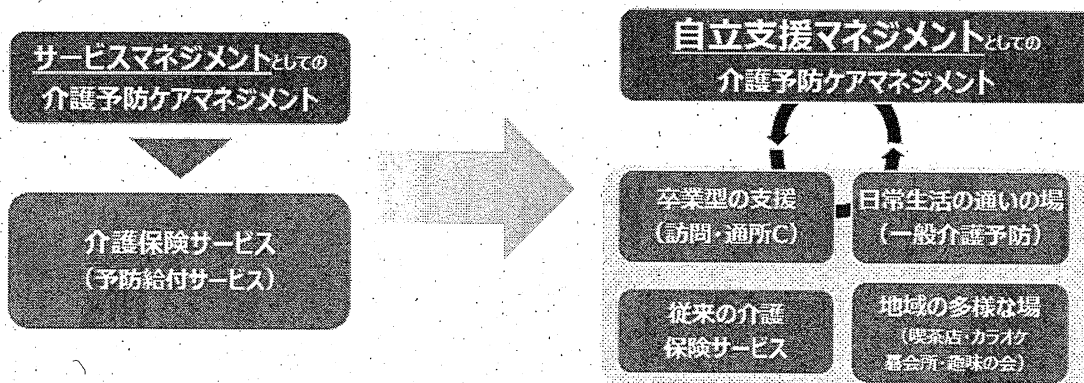 サービスマネジメントとしての
介護予防ケアマネジメント
介護保険サービス
（予防給付サービス）
自立支援マネジメントとしての
介護予防ケアマネジメント
卒業型の支援
（訪問・通所C）
日常生活の通いの場
（一般介護予防）
従来の介護
保険サービス
地域の多様な場
（喫茶店・カラオケ
碁会所・趣味の会）